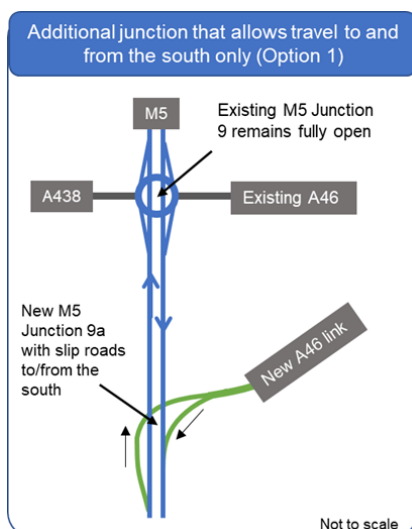 Additional junction that allows travel to and
from the south only (Option 1)
M5
Existing M5 Junction
9 remains fully open
A438
Existing A46
New M5
Junction 9a
with slip roads
to/from the
south
New A46 link
Not to scale